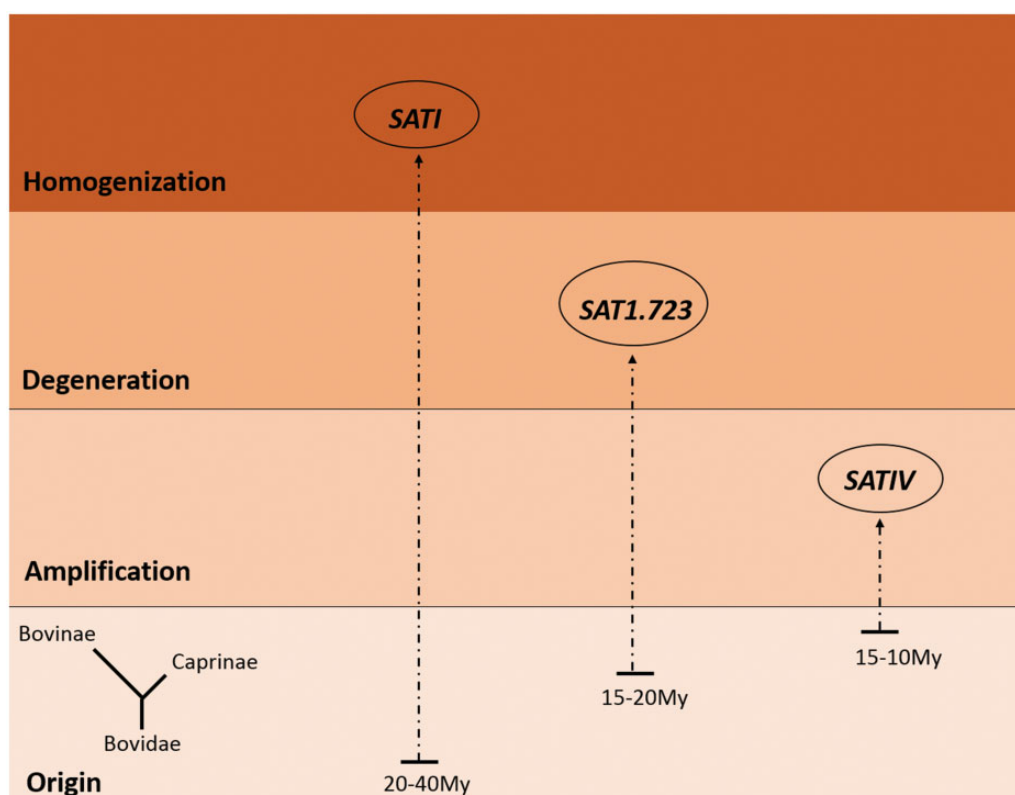 SATI
Homogenization
SAT1.723
Degeneration
SATIV
Amplification
Bovinae
Caprinae
Bovidae
15-10My
15-20My
20-40My
Origin